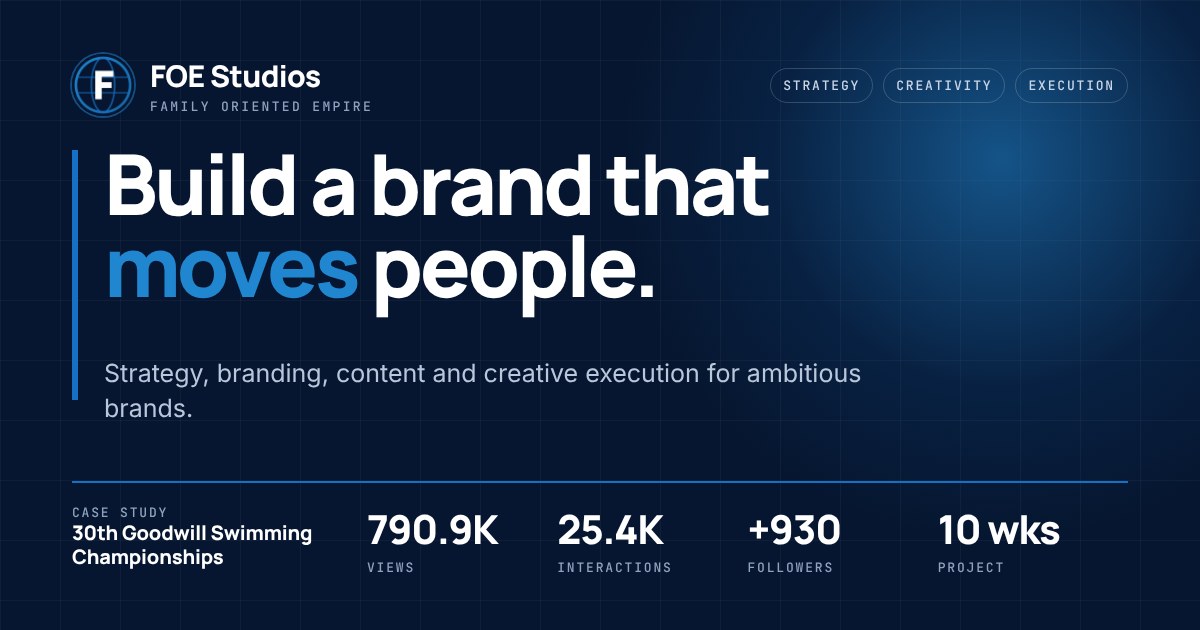 F
FOE Studios
FAMILY ORIENTED EMPIRE
STRATEGY
CREATIVITY
EXECUTION
Build a brand that
moves people.
Strategy, branding, content and creative execution for ambitious
brands.
CASE STUDY
30th Goodwill Swimming
Championships
790.9K
VIEWS
25.4K
INTERACTIONS
+930
FOLLOWERS
10 wks
PROJECT